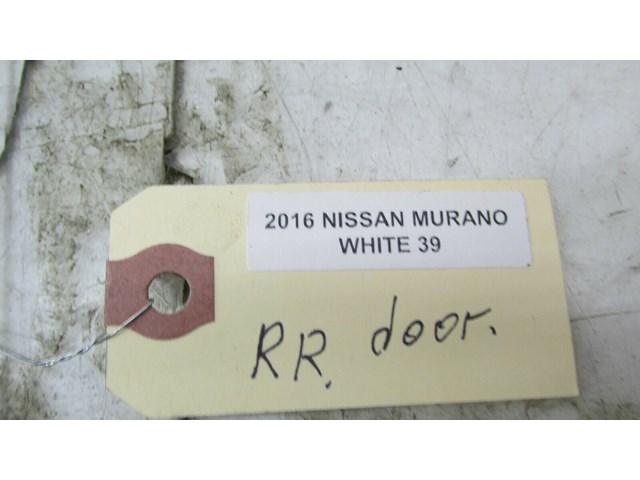 2016 NISSAN MURANO
WHITE 39
RR. door.